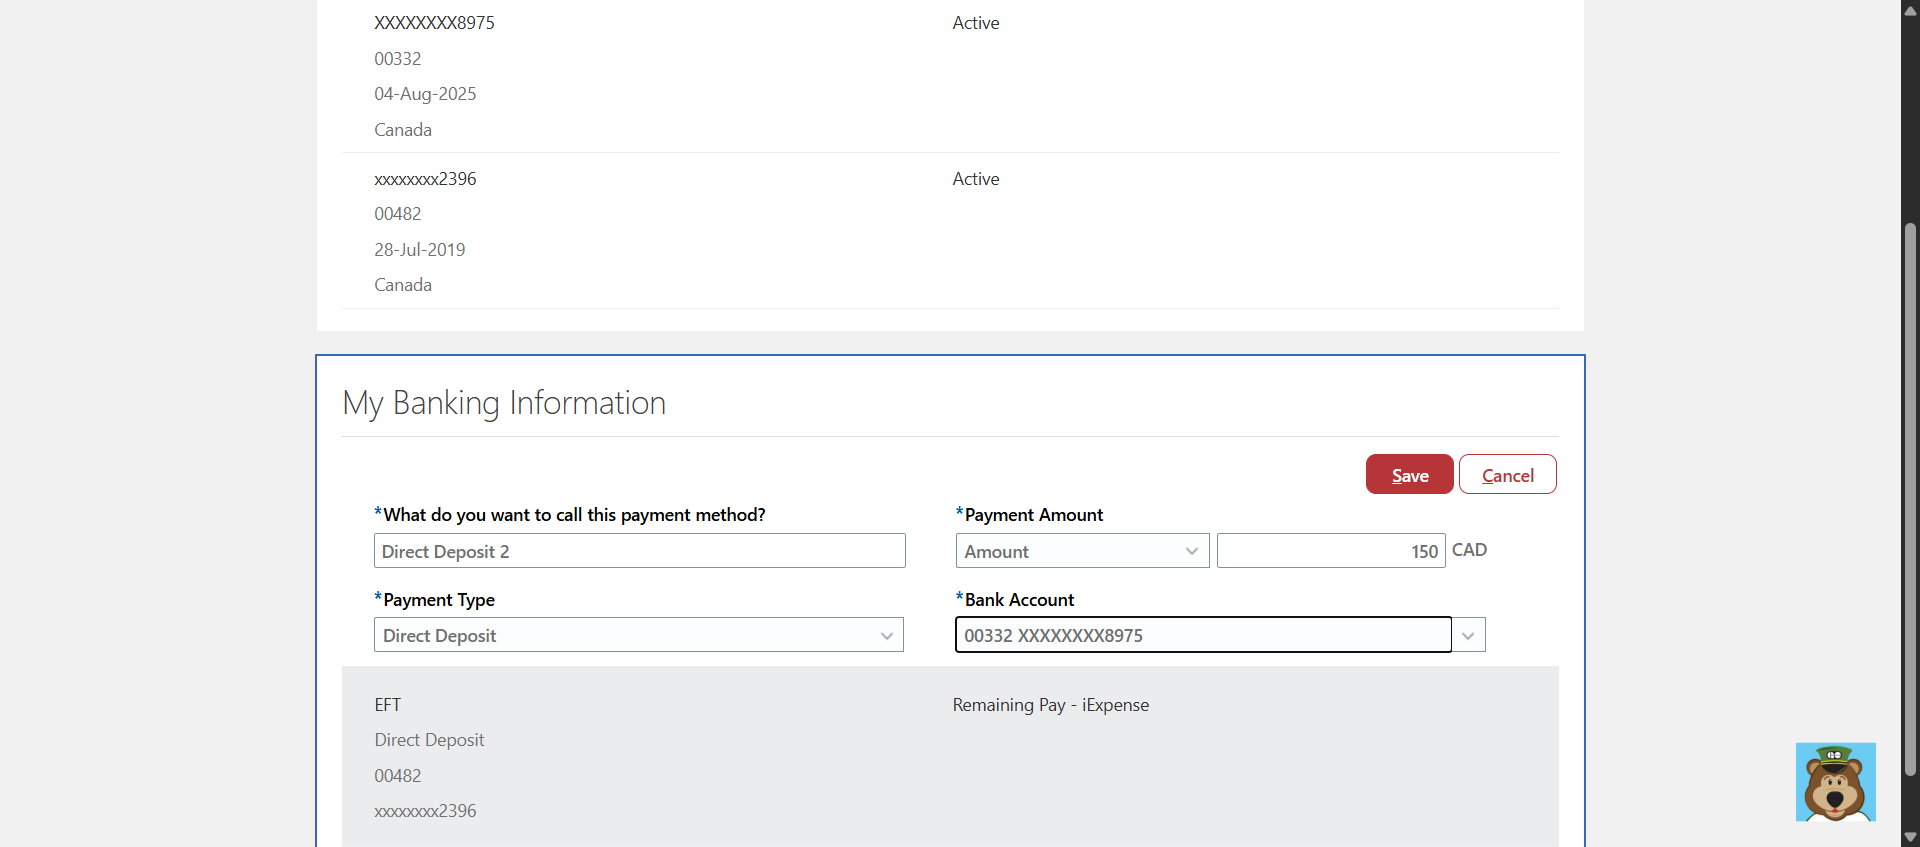 XXXXXXXX8975 Active
00332
04-Aug-2025
Canada
xxxxxxxx2396 Active
00482
28-Jul-2019
Canada
My Banking Information
Save Cancel
*What do you want to call this payment method? *Payment Amount
Direct Deposit 2 Amount 150 CAD
*Payment Type *Bank Account
Direct Deposit 00332 XXXXXXXX8975
EFT Remaining Pay - iExpense
Direct Deposit
00482
xxxxxxxx2396